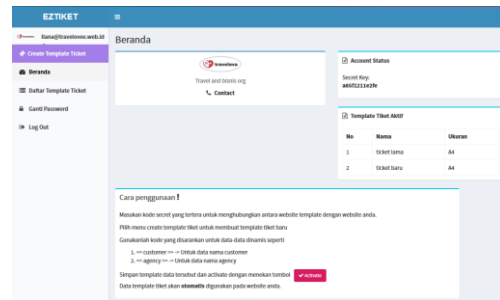 EZTIKET
liana@travelovez.web.id
Create Template Ticket
Beranda
Daftar Template Ticket
Ganti Password
Log Out
Beranda
travelova
Travel and bisnis org
Contact
Account Status
Secret Key:
a85f1211e2fe
Template Tiket Aktif
No Nama Ukuran
1 ticket lama A4
2 ticket baru A4
Cara penggunaan !
Masukan kode secret yang tertera untuk menghubungkan antara website template dengan website anda.
Pilih menu create template tiket untuk membuat template tiket baru
Gunakanlah kode yang disarankan untuk data-data dinamis seperti
1. << customer >> -> Untuk data nama customer
2. << agency >> -> Untuk data nama agency
Simpan template data tersebut dan activate dengan menekan tombol ✔ Activate
Data template tiket akan otomatis digunakan pada website anda.